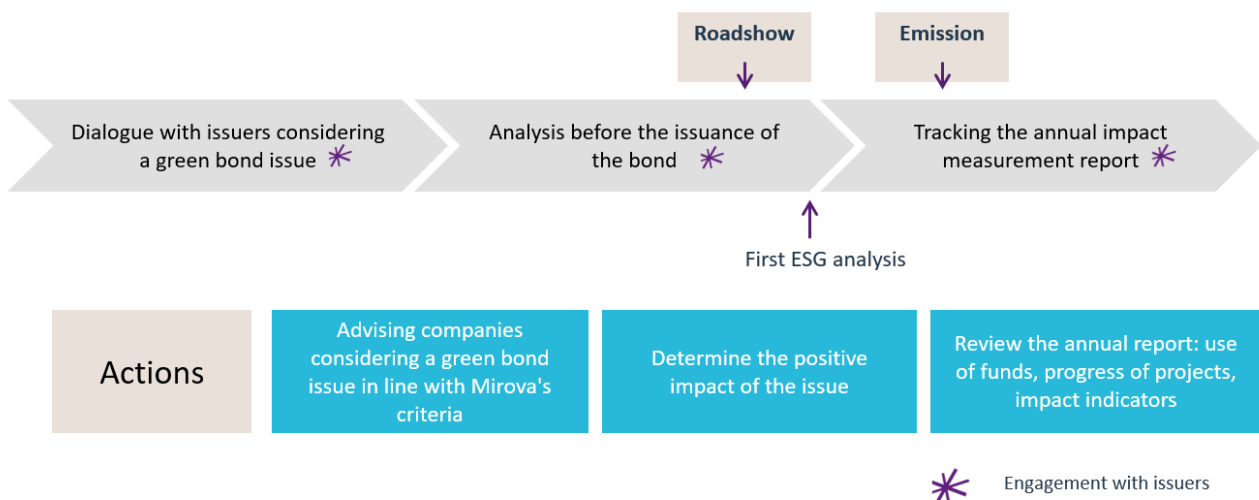 Roadshow
Emission
Dialogue with issuers considering
a green bond issue
Analysis before the issuance of
the bond
Tracking the annual impact
measurement report
First ESG analysis
Actions
Advising companies
considering a green bond
issue in line with Mirova's
criteria
Determine the positive
impact of the issue
Review the annual report: use
of funds, progress of projects,
impact indicators
Engagement with issuers